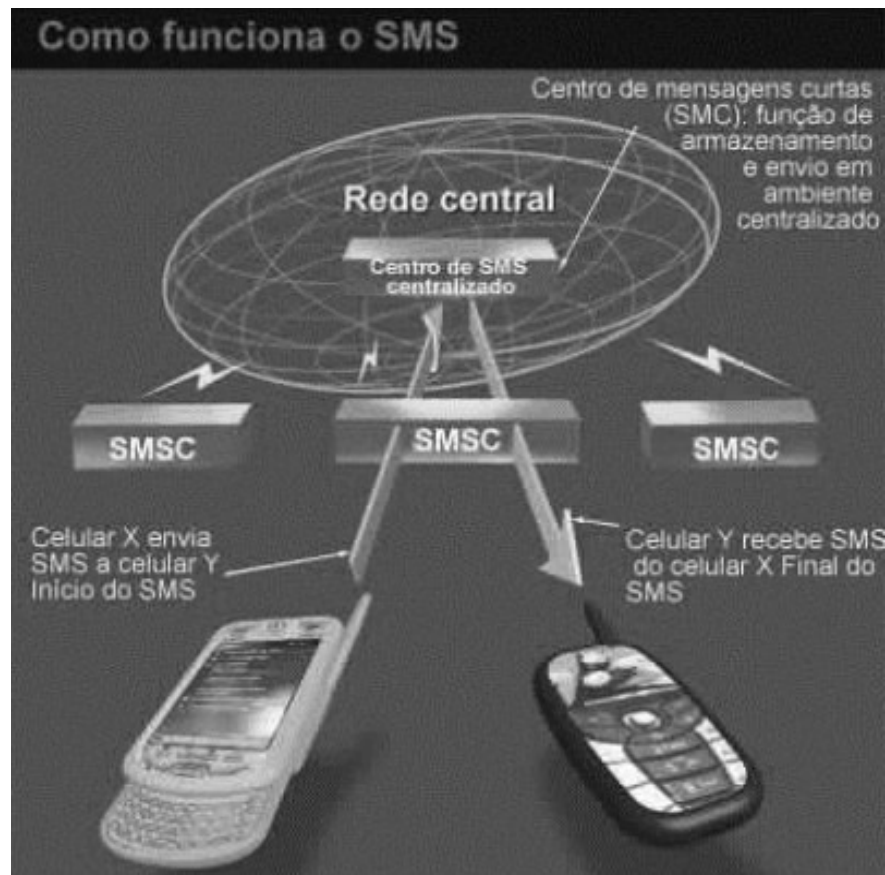 Como funciona o SMS
Centro de mensagens curtas
(SMC): função de
armazenamento
e envio em
ambiente
centralizado
Rede central
Centro de SMS
centralizado
SMSC
SMSC
SMSC
Celular X envia
SMS a celular Y
Início do SMS
Celular Y recebe SMS
do celular X Final do
SMS